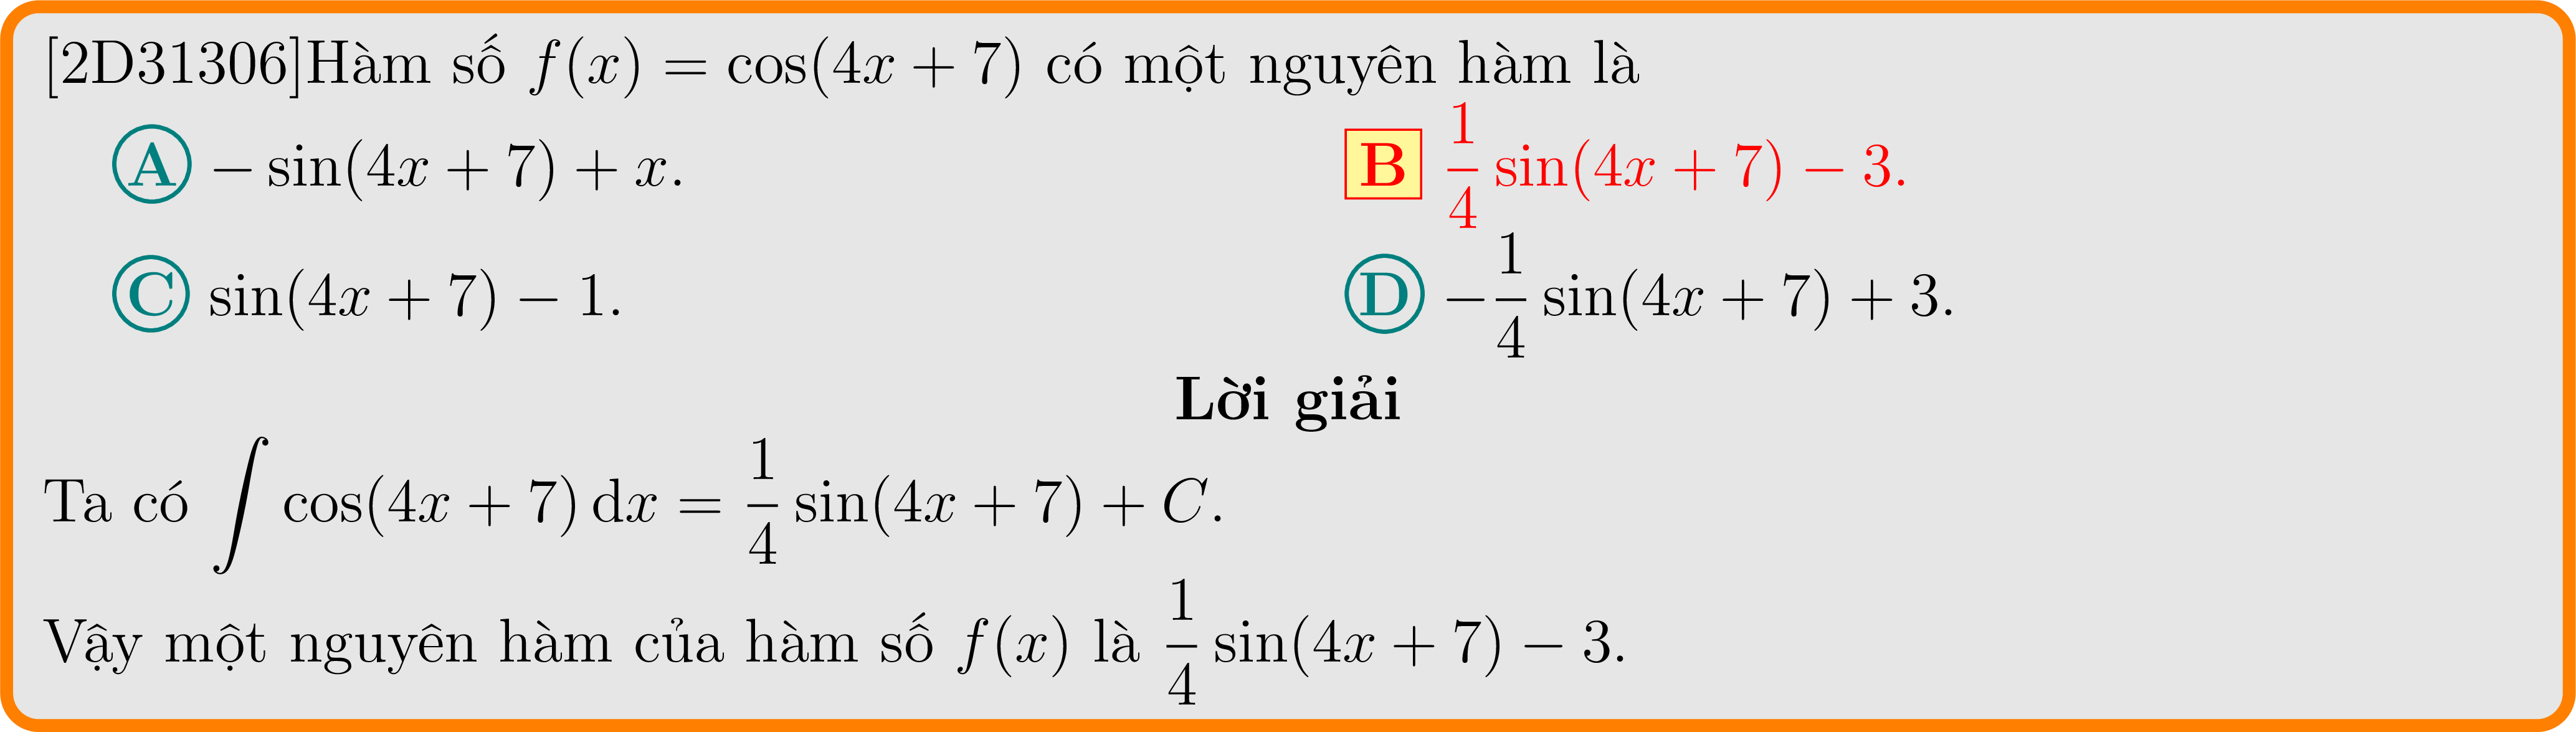 [2D31306]Hàm số f(x) = cos(4x + 7) có một nguyên hàm là
A − sin(4x + 7) + x. B \frac{1}{4} sin(4x + 7) − 3.
C sin(4x + 7) − 1. D −\frac{1}{4} sin(4x + 7) + 3.
Lời giải
Ta có ∫ cos(4x + 7) dx = \frac{1}{4} sin(4x + 7) + C.
Vậy một nguyên hàm của hàm số f(x) là \frac{1}{4} sin(4x + 7) − 3.